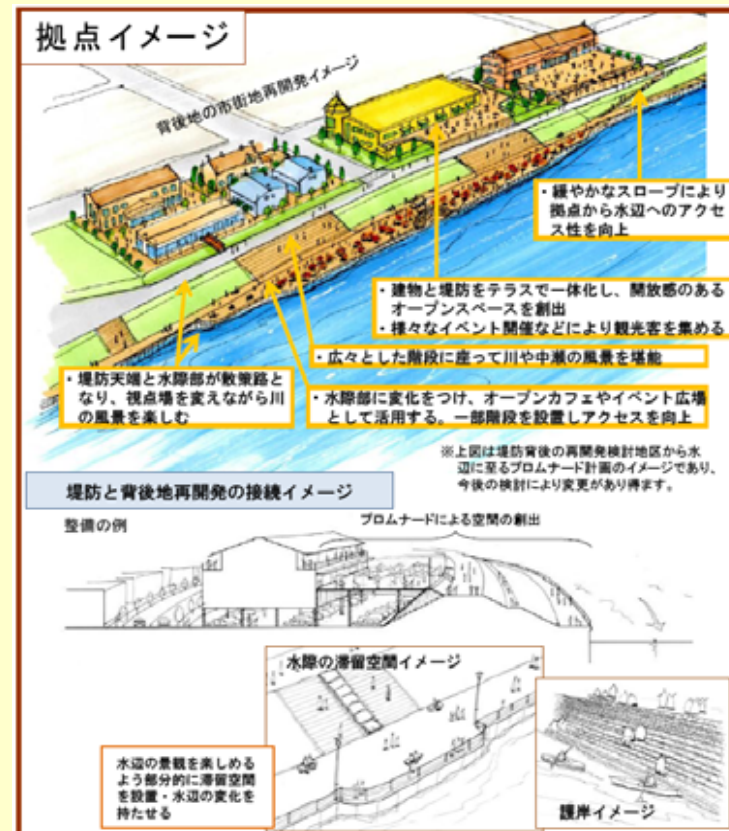 拠点イメージ
背後地の市街地再開発イメージ
・緩やかなスロープにより
拠点から水辺へのアクセ
ス性を向上
・建物と堤防をテラスで一体化し、開放感のある
オープンスペースを創出
・様々なイベント開催などにより観光客を集める
・広々とした階段に座って川や中瀬の風景を堪能
・堤防天端と水際部が散策路と
なり、視点場を変えながら川
の風景を楽しむ
・水際部に変化をつけ、オープンカフェやイベント広場
として活用する。一部階段を設置しアクセスを向上
※上図は堤防背後の再開発検討地区から水
辺に至るプロムナード計画のイメージであり、
今後の検討により変更があり得ます。
堤防と背後地再開発の接続イメージ
整備の例
プロムナードによる空間の創出
水際の滞留空間イメージ
水辺の景観を楽しめる
よう部分的に滞留空間
を設置・水辺の変化を
持たせる
護岸イメージ